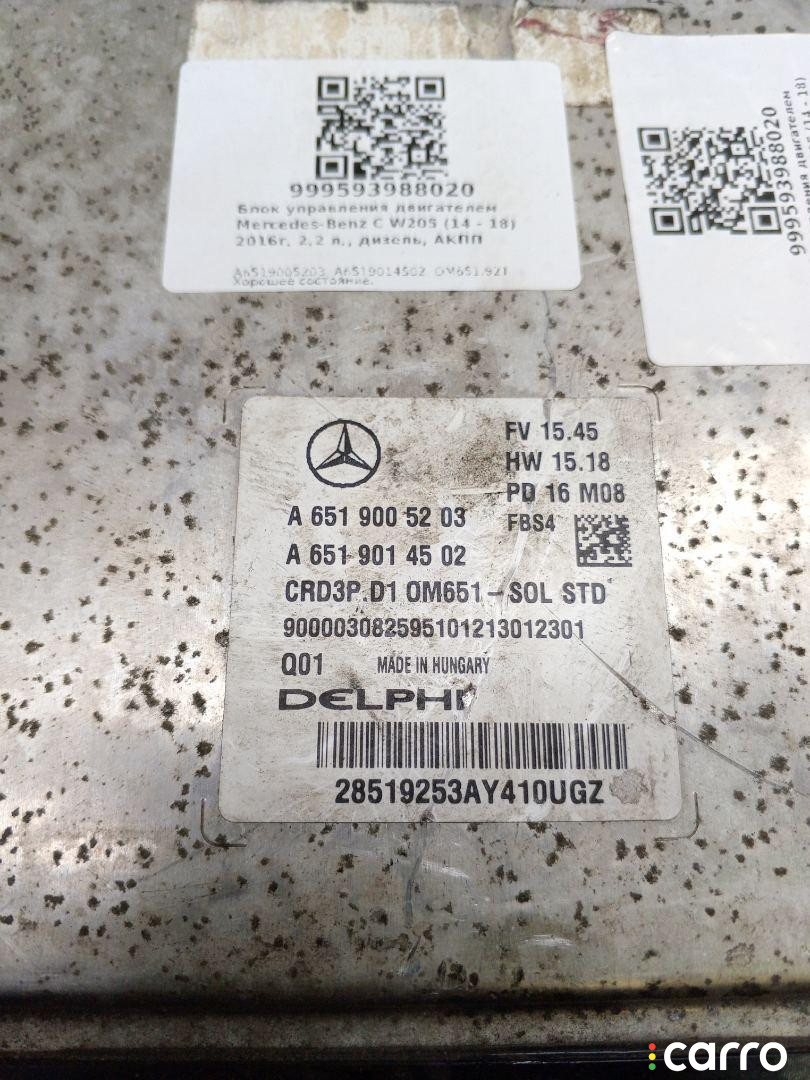 999593988020
Блок управления двигателем
Mercedes-Benz C W205 (14 - 18)
2016г. 2.2 л., дизель, АКПП
A6519005203, A6519014502, OM651.921
Хорошее состояние.
999593988020
FV 15.45
HW 15.18
PD 16 M08
FBS4
A 651 900 52 03
A 651 901 45 02
CRD3P.D1 OM651 - SOL STD
900003082595101213012301
Q01 MADE IN HUNGARY
DELPHI
28519253AY410UGZ
carro